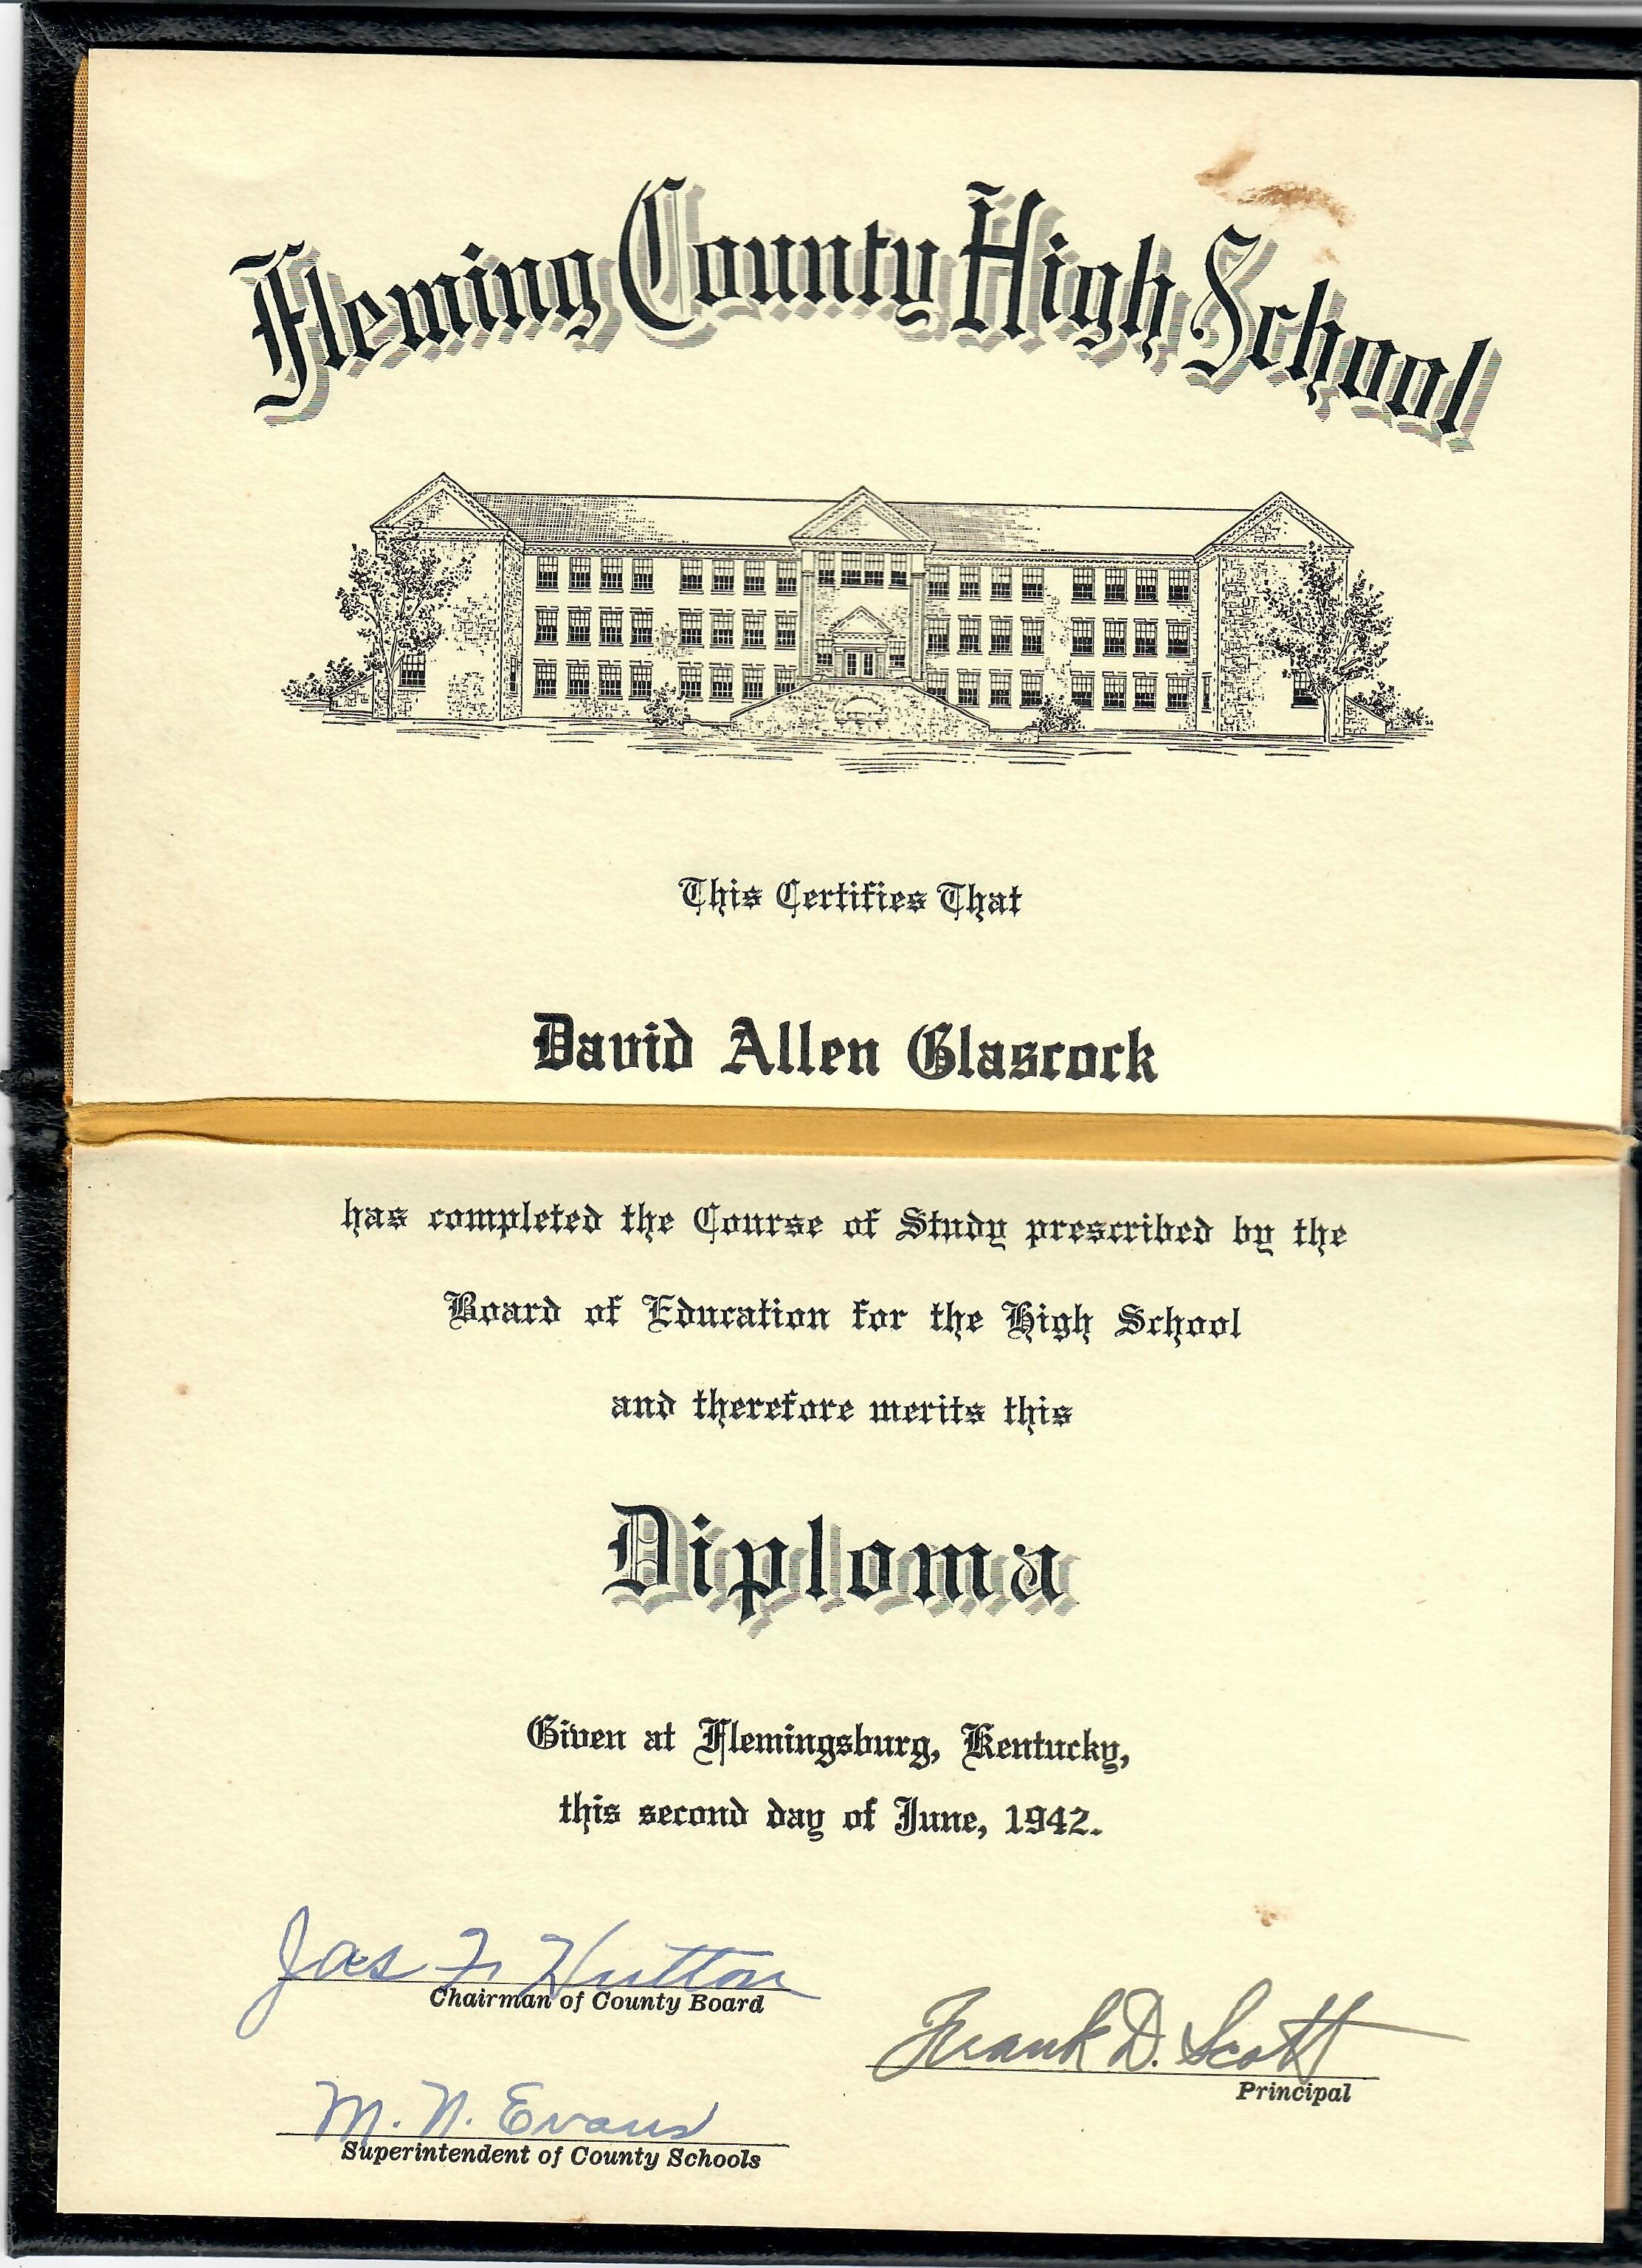 Fleming County High School
This Certifies That
David Allen Glascock
has completed the Course of Study prescribed by the
Board of Education for the High School
and therefore merits this
Diploma
Given at Flemingsburg, Kentucky,
this second day of June, 1942.
Jas F. Hutton
Chairman of County Board
Frank D. Scott
Principal
M. N. Evans
Superintendent of County Schools